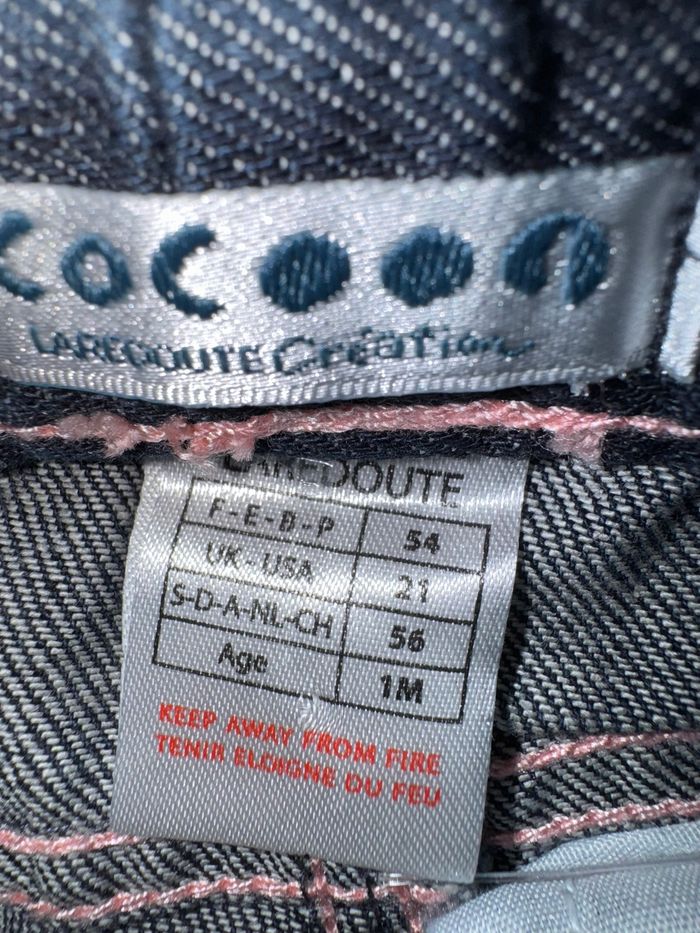 COCOON
LAREDOUTE Création
LAREDOUTE
F-E-B-P 54
UK-USA 21
S-D-A-NL-CH 56
Age 1M
KEEP AWAY FROM FIRE
TENIR ELOIGNE DU FEU